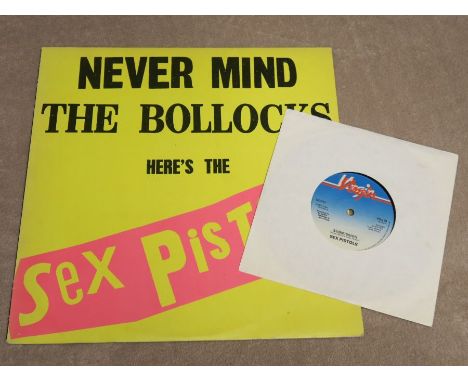 NEVER MIND
THE BOLLOCKS
HERE'S THE
SEX PIST
Virgin
SEX PISTOLS